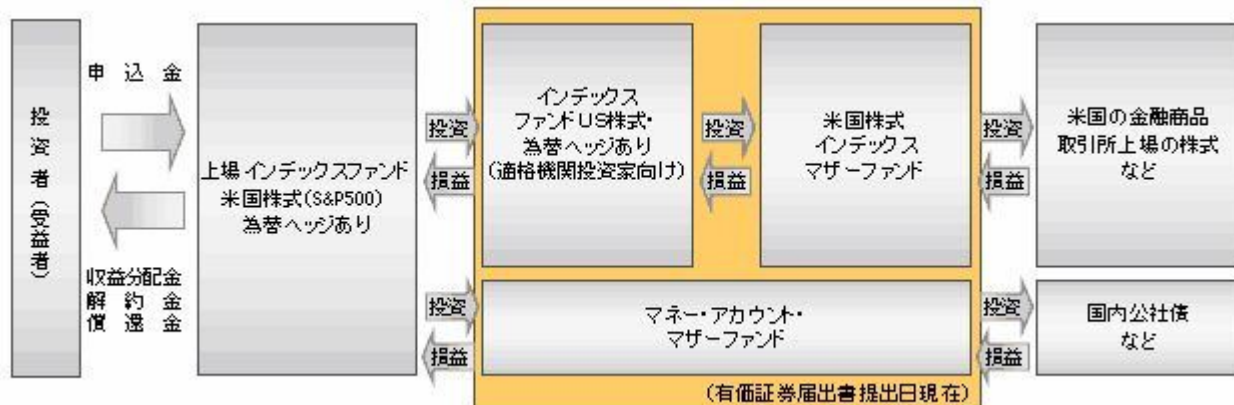 投資者(受益者)
申込金
収益分配金
解約金
償還金
上場インデックスファンド
米国株式(S&P500)
為替ヘッジあり
投資
損益
投資
損益
インデックス
ファンドUS株式・
為替ヘッジあり
(適格機関投資家向け)
投資
損益
米国株式
インデックス
マザーファンド
投資
損益
米国の金融商品
取引所上場の株式
など
マネー・アカウント・
マザーファンド
投資
損益
国内公社債
など
(有価証券届出書提出日現在)